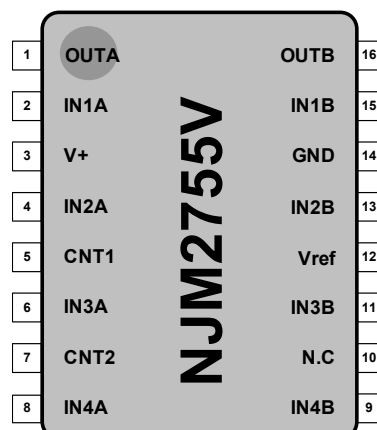 1 OUTA OUTB 16
2 IN1A IN1B 15
3 V+ GND 14
4 IN2A IN2B 13
5 CNT1 Vref 12
6 IN3A IN3B 11
7 CNT2 N.C 10
8 IN4A IN4B 9
NJM2755V